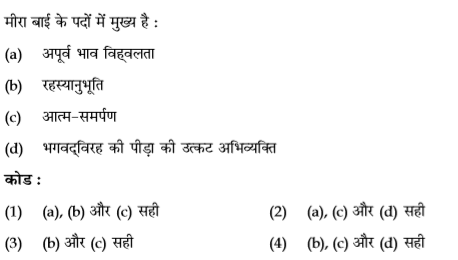 मीरा बाई के पदों में मुख्य है :
(a) अपूर्व भाव विह्वलता
(b) रहस्यानुभूति
(c) आत्म-समर्पण
(d) भगवद्विरह की पीड़ा की उत्कट अभिव्यक्ति
कोड :
(1) (a), (b) और (c) सही (2) (a), (c) और (d) सही
(3) (b) और (c) सही (4) (b), (c) और (d) सही